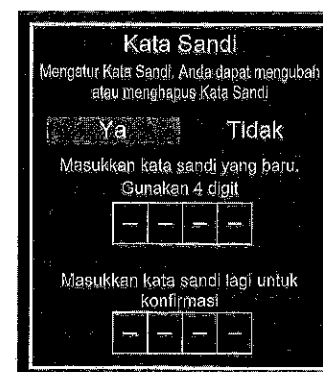 Kata Sandi
Mengatur Kata Sandi, Anda dapat mengubah
atau menghapus Kata Sandi
Ya Tidak
Masukkan kata sandi yang baru.
Gunakan 4 digit
– – – –
Masukkan kata sandi lagi untuk
konfirmasi
– – – –